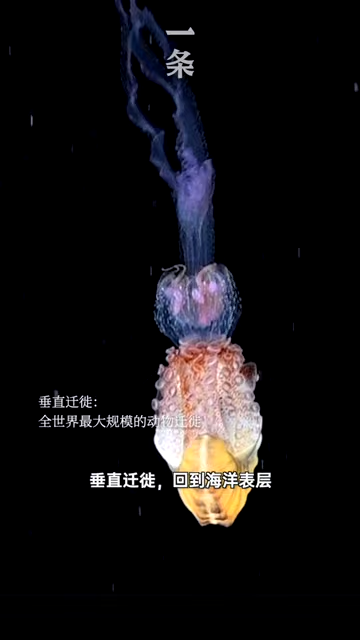 一
条
垂直迁徙：
全世界最大规模的动物迁徙
垂直迁徙，回到海洋表层